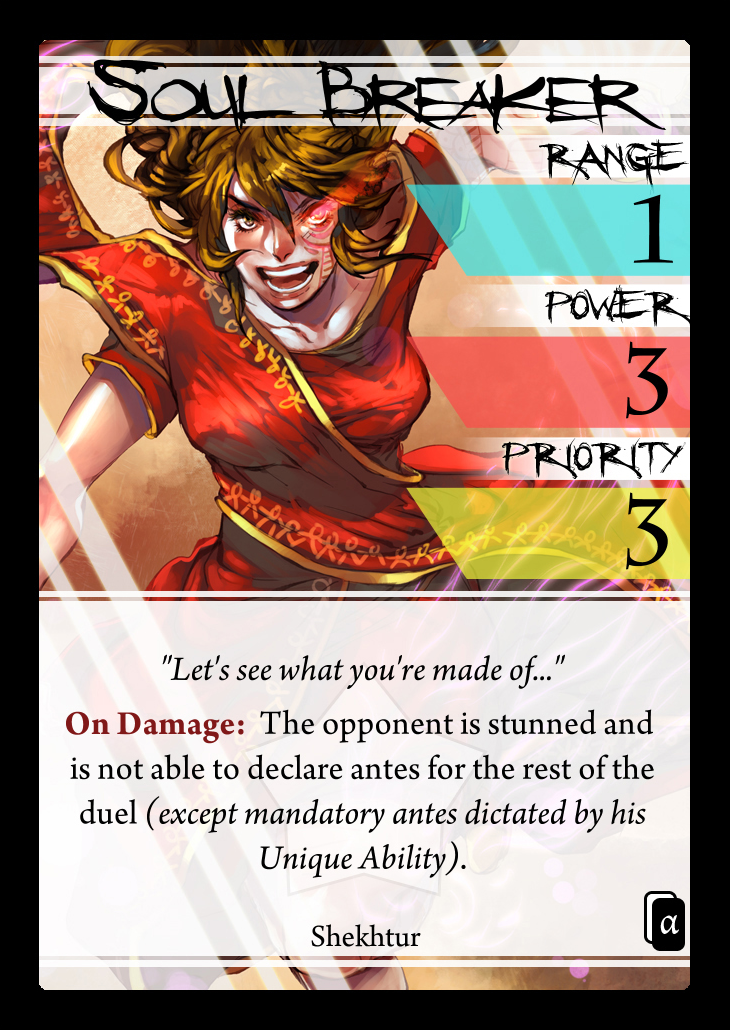 Soul Breaker
Range
1
Power
3
Priority
3
"Let's see what you're made of..."
On Damage: The opponent is stunned and
is not able to declare antes for the rest of the
duel (except mandatory antes dictated by his
Unique Ability).
α
Shekhtur